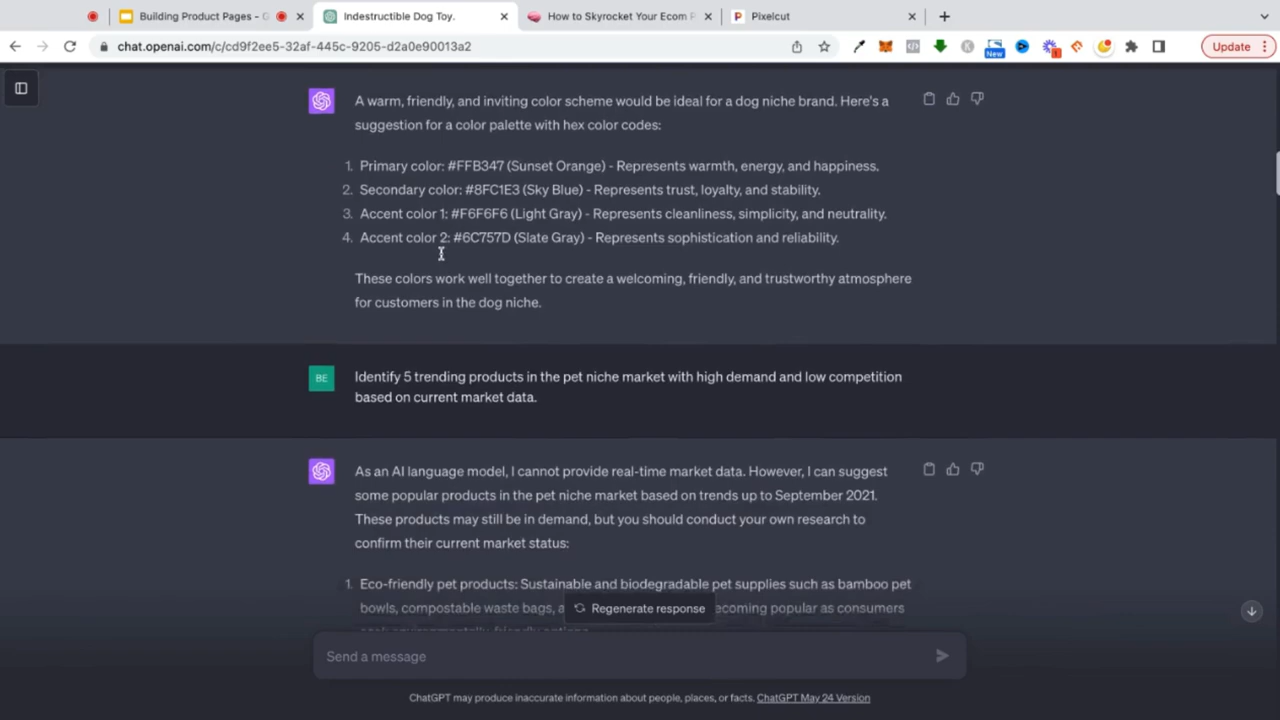 Building Product Pages - G
Indestructible Dog Toy.
How to Skyrocket Your Ecom P
Pixelcut
chat.openai.com/c/cd9f2ee5-32af-445c-9205-d2a0e90013a2
New
Update
A warm, friendly, and inviting color scheme would be ideal for a dog niche brand. Here's a
suggestion for a color palette with hex color codes:
1. Primary color: #FFB347 (Sunset Orange) - Represents warmth, energy, and happiness.
2. Secondary color: #8FC1E3 (Sky Blue) - Represents trust, loyalty, and stability.
3. Accent color 1: #F6F6F6 (Light Gray) - Represents cleanliness, simplicity, and neutrality.
4. Accent color 2: #6C757D (Slate Gray) - Represents sophistication and reliability.
These colors work well together to create a welcoming, friendly, and trustworthy atmosphere
for customers in the dog niche.
BE
Identify 5 trending products in the pet niche market with high demand and low competition
based on current market data.
As an AI language model, I cannot provide real-time market data. However, I can suggest
some popular products in the pet niche market based on trends up to September 2021.
These products may still be in demand, but you should conduct your own research to
confirm their current market status:
1. Eco-friendly pet products: Sustainable and biodegradable pet supplies such as bamboo pet
bowls, compostable waste bags, a
Regenerate response
ecoming popular as consumers
Send a message
ChatGPT may produce inaccurate information about people, places, or facts. ChatGPT May 24 Version